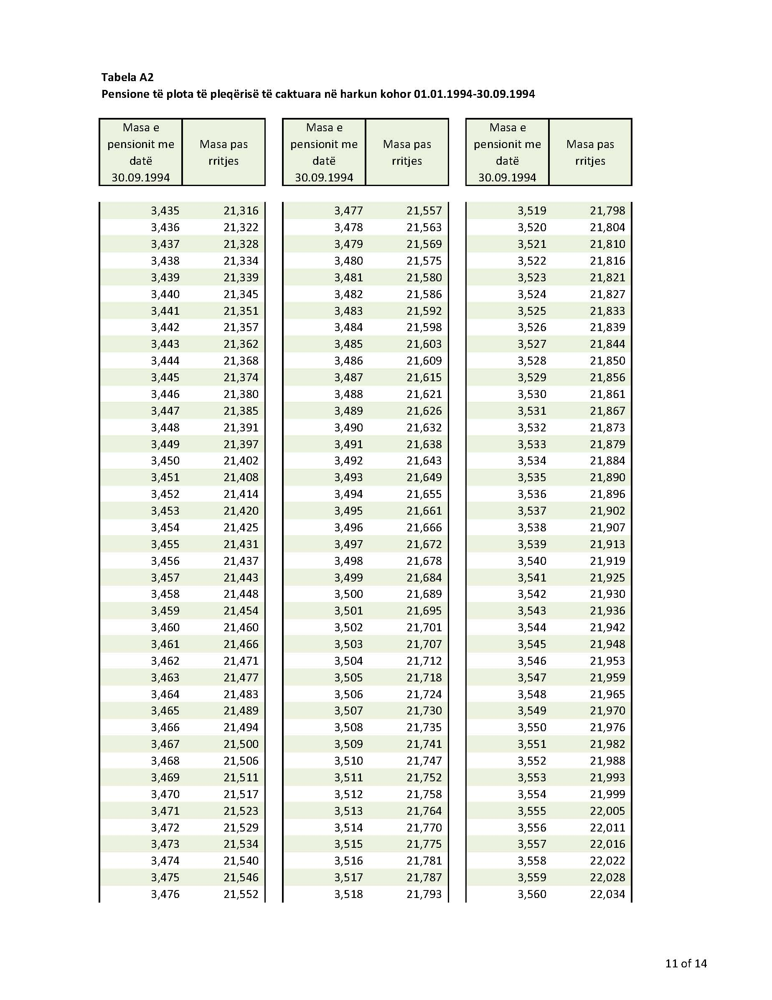 Tabela A2
Pensione të plota të pleqërisë të caktuara në harkun kohor 01.01.1994-30.09.1994
Masa e pensionit me datë 30.09.1994 Masa pas rritjes Masa e pensionit me datë 30.09.1994 Masa pas rritjes Masa e pensionit me datë 30.09.1994 Masa pas rritjes
3,435 21,316 3,477 21,557 3,519 21,798
3,436 21,322 3,478 21,563 3,520 21,804
3,437 21,328 3,479 21,569 3,521 21,810
3,438 21,334 3,480 21,575 3,522 21,816
3,439 21,339 3,481 21,580 3,523 21,821
3,440 21,345 3,482 21,586 3,524 21,827
3,441 21,351 3,483 21,592 3,525 21,833
3,442 21,357 3,484 21,598 3,526 21,839
3,443 21,362 3,485 21,603 3,527 21,844
3,444 21,368 3,486 21,609 3,528 21,850
3,445 21,374 3,487 21,615 3,529 21,856
3,446 21,380 3,488 21,621 3,530 21,861
3,447 21,385 3,489 21,626 3,531 21,867
3,448 21,391 3,490 21,632 3,532 21,873
3,449 21,397 3,491 21,638 3,533 21,879
3,450 21,402 3,492 21,643 3,534 21,884
3,451 21,408 3,493 21,649 3,535 21,890
3,452 21,414 3,494 21,655 3,536 21,896
3,453 21,420 3,495 21,661 3,537 21,902
3,454 21,425 3,496 21,666 3,538 21,907
3,455 21,431 3,497 21,672 3,539 21,913
3,456 21,437 3,498 21,678 3,540 21,919
3,457 21,443 3,499 21,684 3,541 21,925
3,458 21,448 3,500 21,689 3,542 21,930
3,459 21,454 3,501 21,695 3,543 21,936
3,460 21,460 3,502 21,701 3,544 21,942
3,461 21,466 3,503 21,707 3,545 21,948
3,462 21,471 3,504 21,712 3,546 21,953
3,463 21,477 3,505 21,718 3,547 21,959
3,464 21,483 3,506 21,724 3,548 21,965
3,465 21,489 3,507 21,730 3,549 21,970
3,466 21,494 3,508 21,735 3,550 21,976
3,467 21,500 3,509 21,741 3,551 21,982
3,468 21,506 3,510 21,747 3,552 21,988
3,469 21,511 3,511 21,752 3,553 21,993
3,470 21,517 3,512 21,758 3,554 21,999
3,471 21,523 3,513 21,764 3,555 22,005
3,472 21,529 3,514 21,770 3,556 22,011
3,473 21,534 3,515 21,775 3,557 22,016
3,474 21,540 3,516 21,781 3,558 22,022
3,475 21,546 3,517 21,787 3,559 22,028
3,476 21,552 3,518 21,793 3,560 22,034
11 of 14